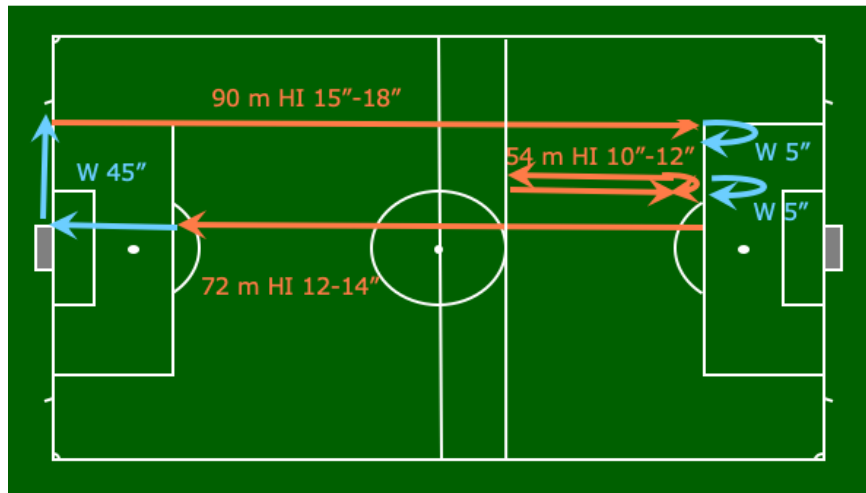 90 m HI 15”-18”
54 m HI 10”-12”
W 5”
W 45”
W 5”
72 m HI 12-14”